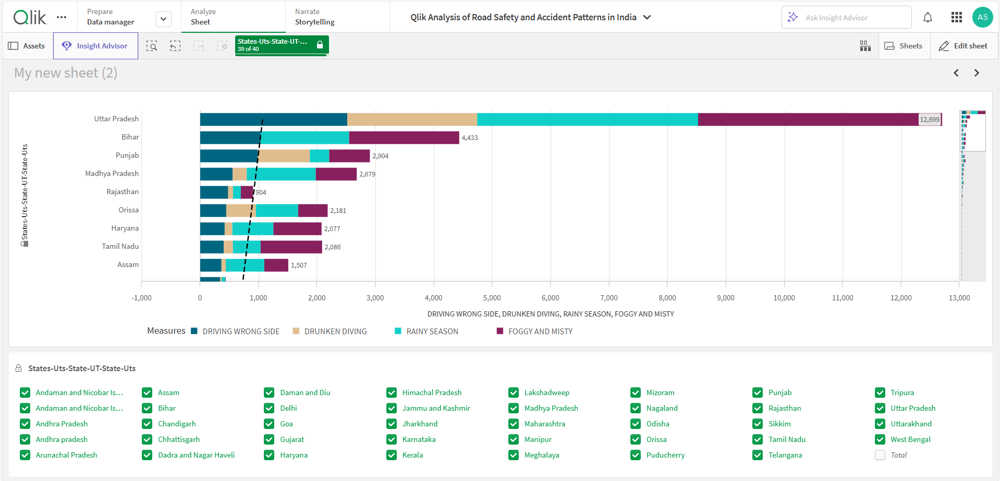 Qlik
Prepare
Data manager
Analyze
Sheet
Narrate
Storytelling
Qlik Analysis of Road Safety and Accident Patterns in India
Ask Insight Advisor
AS
Assets
Insight Advisor
States-Uts-State-UT-...
39 of 40
Sheets
Edit sheet
My new sheet (2)
States-Uts-State-UT-State-Uts
Uttar Pradesh
12,699
Bihar
4,433
Punjab
2,904
Madhya Pradesh
2,679
Rajasthan
904
Orissa
2,181
Haryana
2,077
Tamil Nadu
2,086
Assam
1,507
-1,000 0 1,000 2,000 3,000 4,000 5,000 6,000 7,000 8,000 9,000 10,000 11,000 12,000 13,000
DRIVING WRONG SIDE, DRUNKEN DIVING, RAINY SEASON, FOGGY AND MISTY
Measures DRIVING WRONG SIDE DRUNKEN DIVING RAINY SEASON FOGGY AND MISTY
States-Uts-State-UT-State-Uts
Andaman and Nicobar Is... Assam Daman and Diu Himachal Pradesh Lakshadweep Mizoram Punjab Tripura
Andaman and Nicobar Is... Bihar Delhi Jammu and Kashmir Madhya Pradesh Nagaland Rajasthan Uttar Pradesh
Andhra Pradesh Chandigarh Goa Jharkhand Maharashtra Odisha Sikkim Uttarakhand
Andhra pradesh Chhattisgarh Gujarat Karnataka Manipur Orissa Tamil Nadu West Bengal
Arunachal Pradesh Dadra and Nagar Haveli Haryana Kerala Meghalaya Puducherry Telangana Total